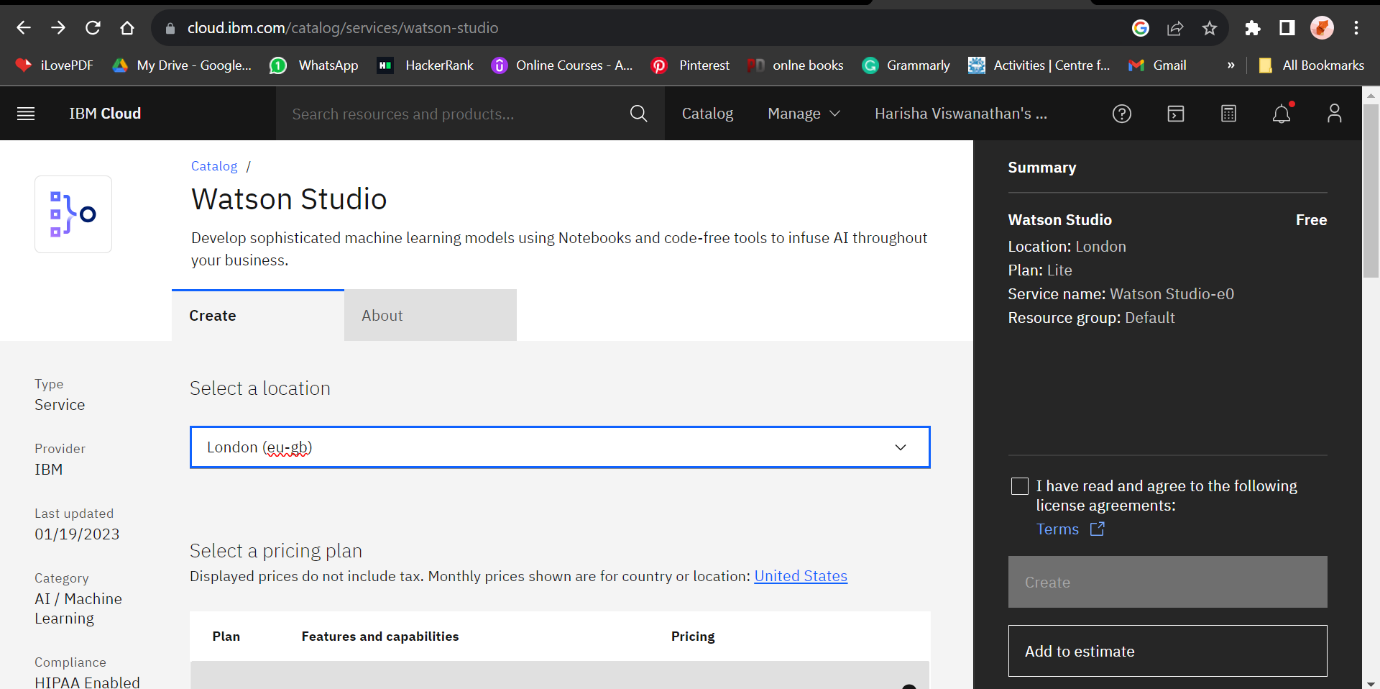 cloud.ibm.com/catalog/services/watson-studio
iLovePDF My Drive - Google... WhatsApp HackerRank Online Courses - A... Pinterest onlne books Grammarly Activities | Centre f... Gmail » All Bookmarks
IBM Cloud Search resources and products... Catalog Manage Harisha Viswanathan's ...
Catalog /
Watson Studio
Develop sophisticated machine learning models using Notebooks and code-free tools to infuse AI throughout
your business.
Create About
Type
Service
Provider
IBM
Last updated
01/19/2023
Category
AI / Machine
Learning
Compliance
HIPAA Enabled
Select a location
London (eu-gb)
Select a pricing plan
Displayed prices do not include tax. Monthly prices shown are for country or location: United States
Plan Features and capabilities Pricing
Summary
Watson Studio Free
Location: London
Plan: Lite
Service name: Watson Studio-e0
Resource group: Default
I have read and agree to the following
license agreements:
Terms
Create
Add to estimate